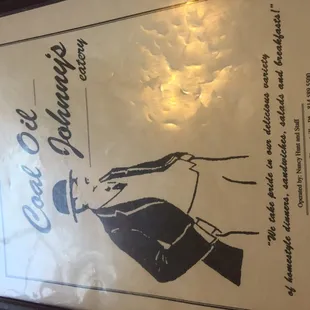 Coal Oil
Johnny's
eatery
"We take pride in our delicious variety
of homestyle dinners, sandwiches, salads and breakfasts!"
Operated by: Nancy Hunt and Staff